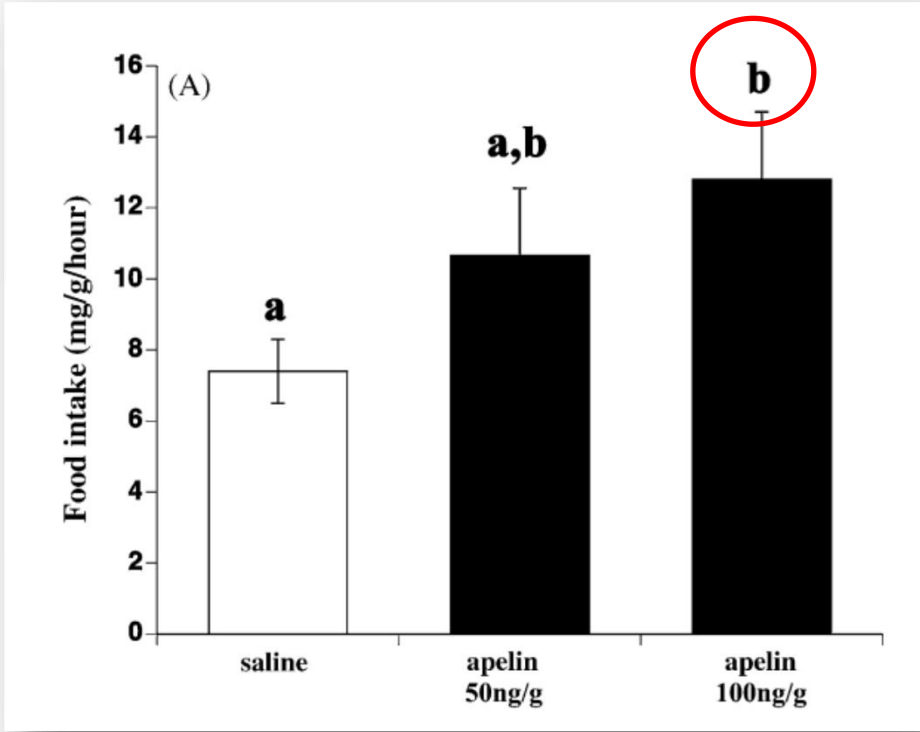 (A)
Food intake (mg/g/hour)
16
14
12
10
8
6
4
2
0
a
a,b
b
saline
apelin
50ng/g
apelin
100ng/g